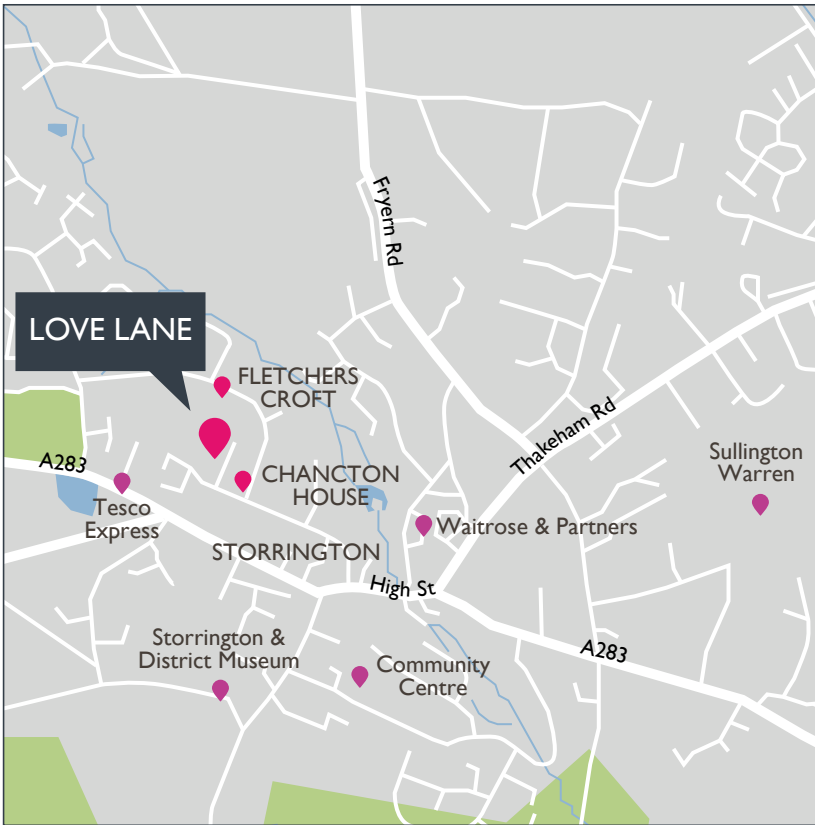 Fryern Rd
LOVE LANE
FLETCHERS
CROFT
Thakeham Rd
A283
CHANCTON
HOUSE
Sullington
Warren
Tesco
Express
Waitrose & Partners
STORRINGTON
High St
Storrington &
District Museum
Community
Centre
A283